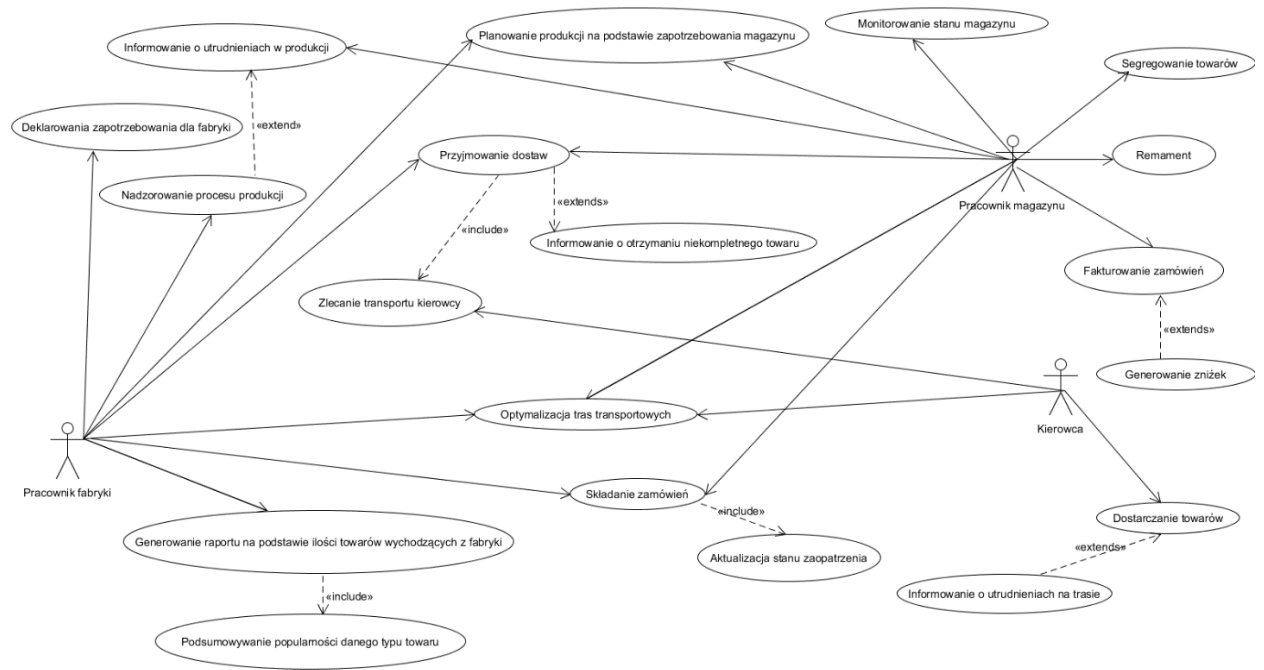 Monitorowanie stanu magazynu
Planowanie produkcji na podstawie zapotrzebowania magazynu
Informowanie o utrudnieniach w produkcji
Segregowanie towarów
«extend»
Deklarowania zapotrzebowania dla fabryki
Przyjmowanie dostaw
Remament
Nadzorowanie procesu produkcji
«extends»
Pracownik magazynu
«include»
Informowanie o otrzymaniu niekompletnego towaru
Fakturowanie zamówień
Zlecanie transportu kierowcy
«extends»
Generowanie zniżek
Optymalizacja tras transportowych
Kierowca
Pracownik fabryki
Składanie zamówień
«include»
Dostarczanie towarów
Generowanie raportu na podstawie ilości towarów wychodzących z fabryki
«extends»
Aktualizacja stanu zaopatrzenia
Informowanie o utrudnieniach na trasie
«include»
Podsumowywanie popularności danego typu towaru